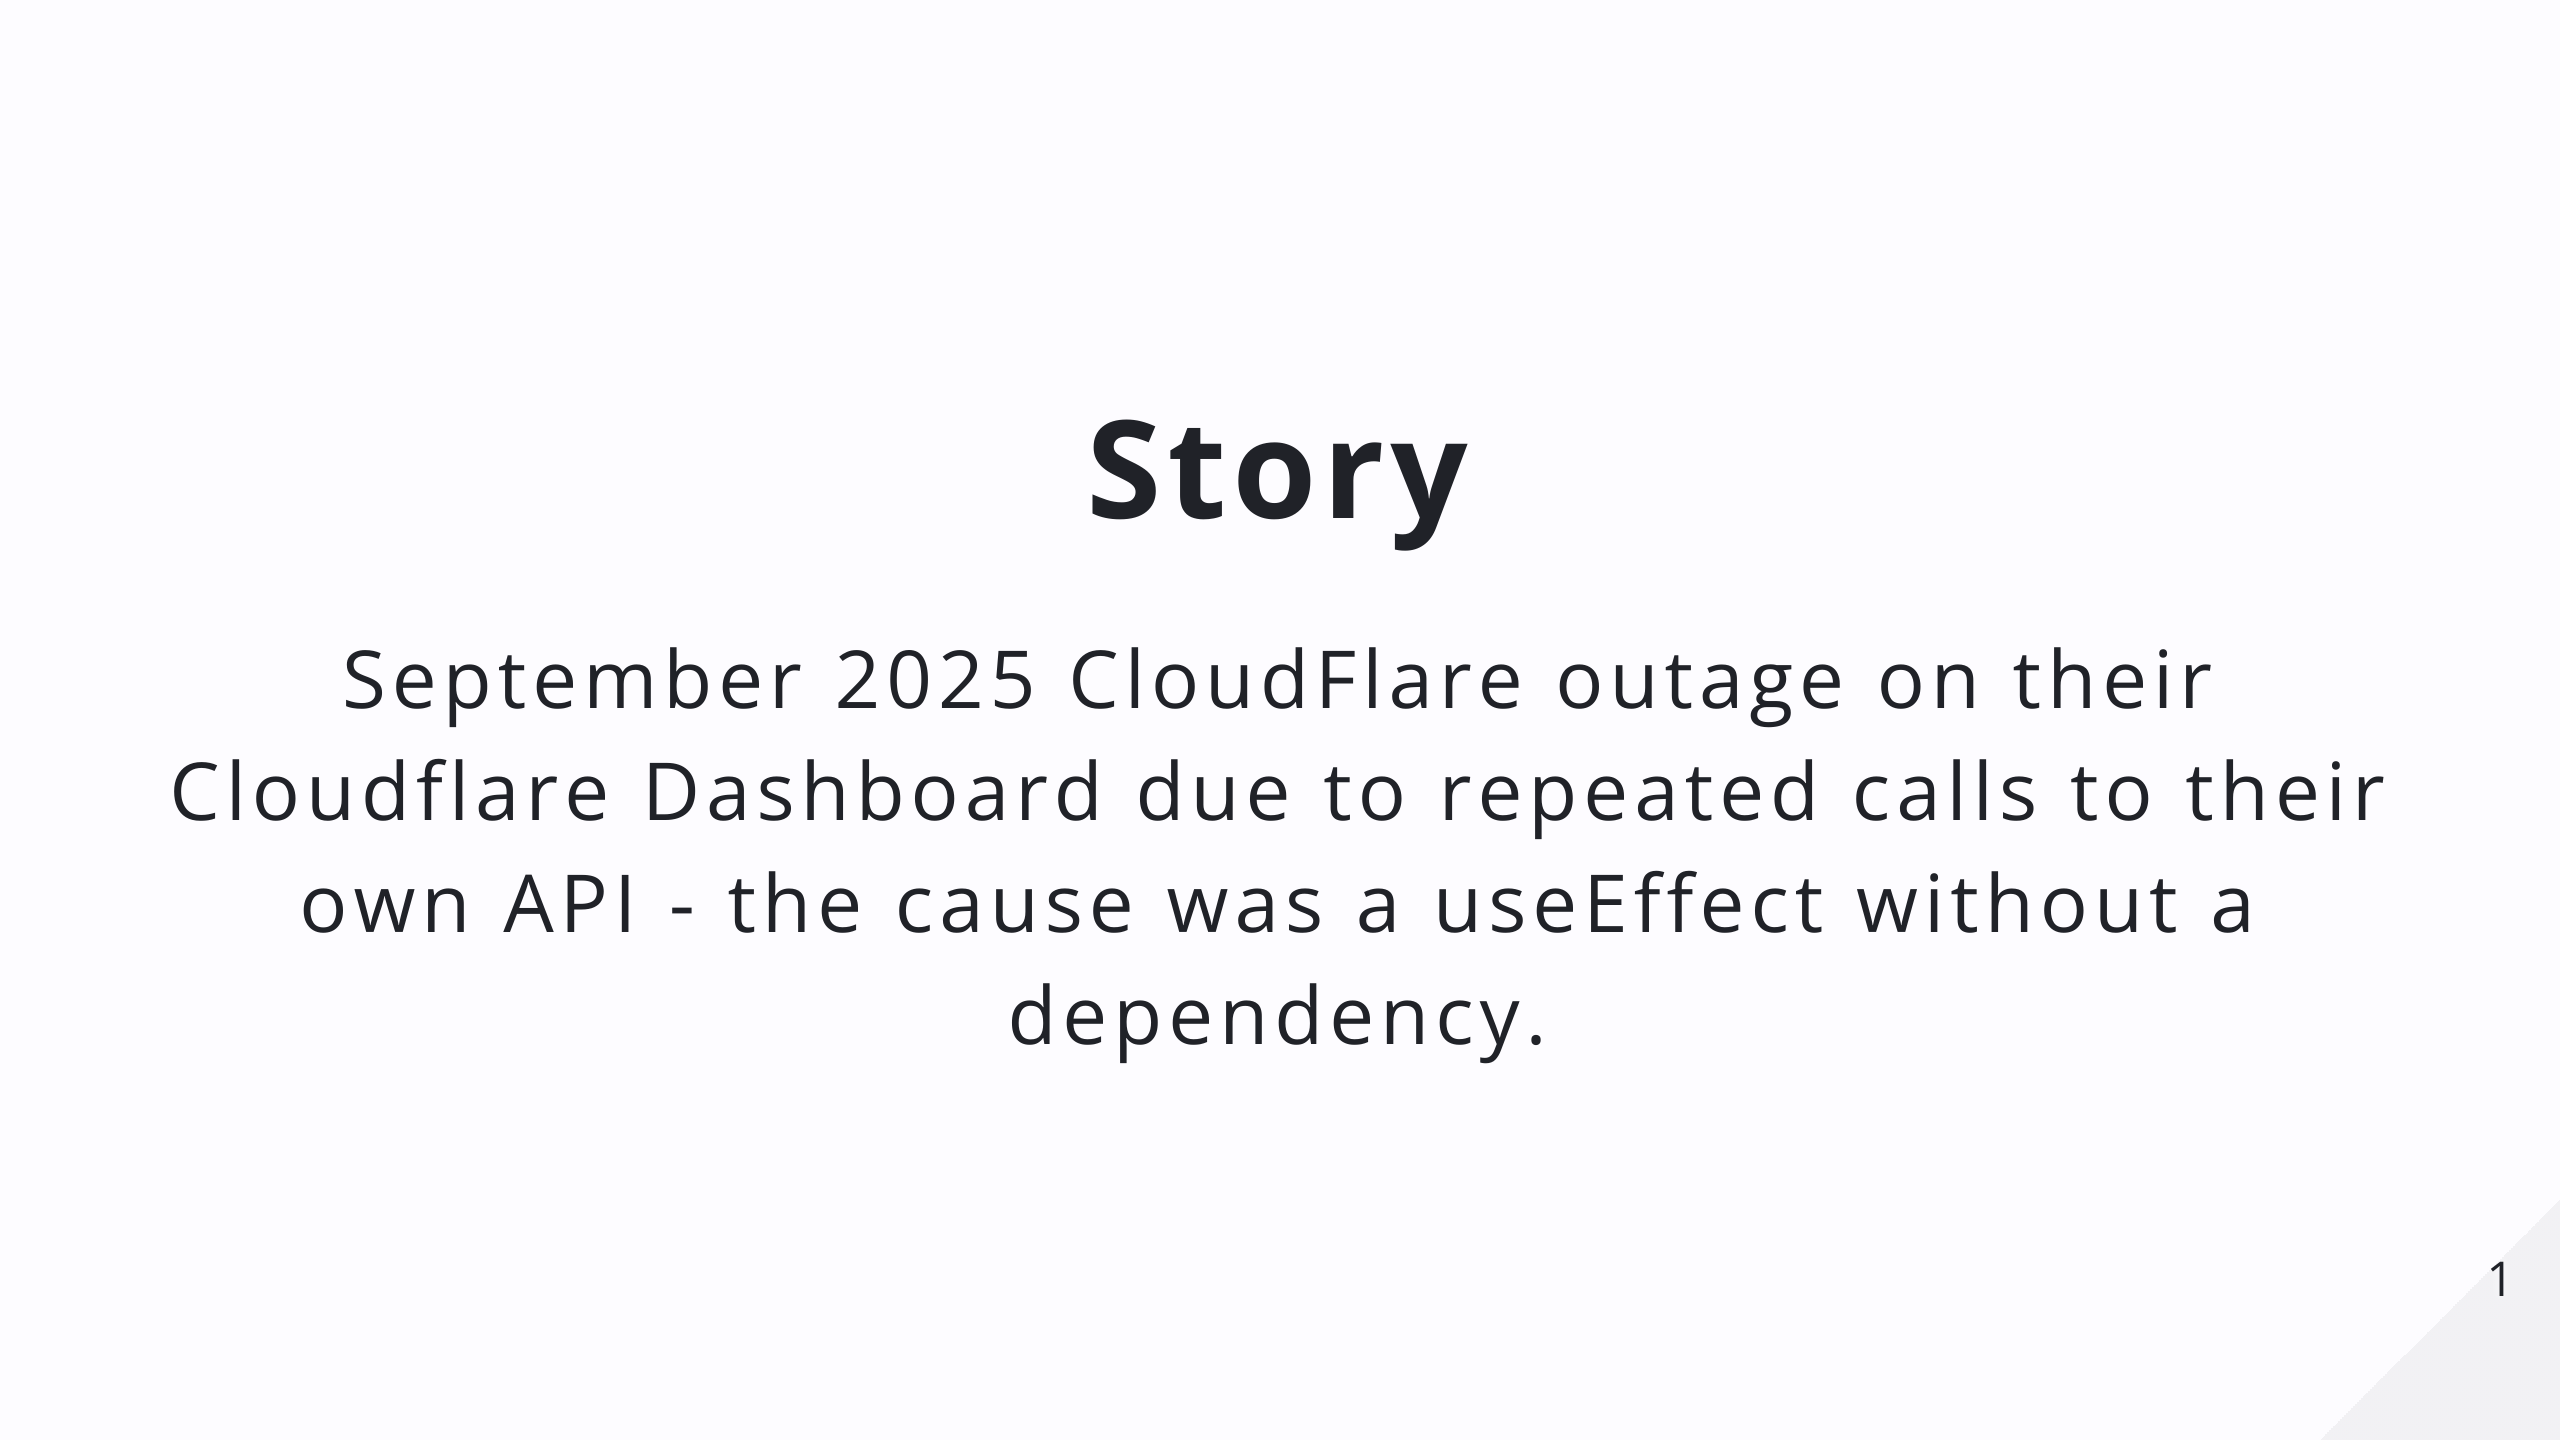 Story
September 2025 CloudFlare outage on their
Cloudflare Dashboard due to repeated calls to their
own API - the cause was a useEffect without a
dependency.
1